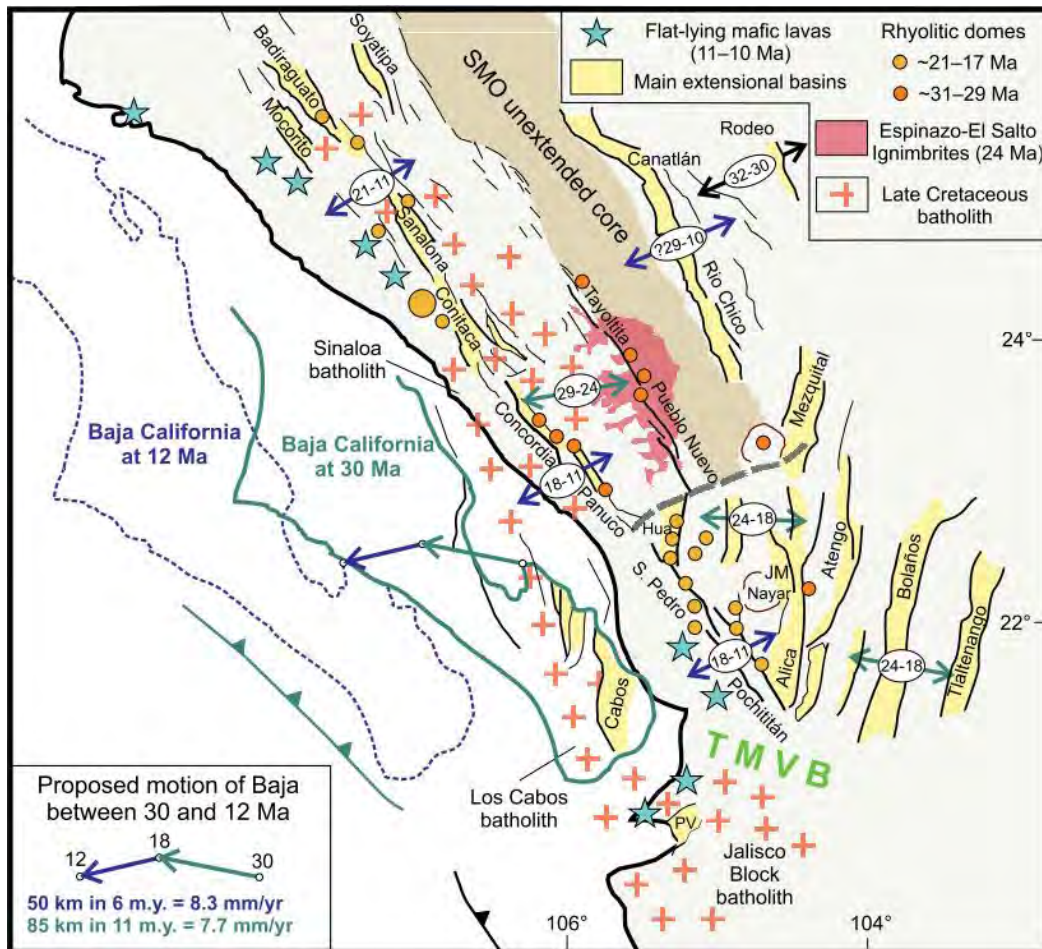 Flat-lying mafic lavas
(11–10 Ma)
Main extensional basins
Rhyolitic domes
~21–17 Ma
~31–29 Ma
Espinazo-El Salto
Ignimbrites (24 Ma)
Late Cretaceous
batholith
Soyatipa
Badiraguato
Mocorito
SMO unextended core
Rodeo
Canatlán
32-30
21-11
?29-10
Sanalona
Río Chico
Conitaca
Tayoltita
24°
Sinaloa
batholith
29-24
Mezquital
Pueblo Nuevo
Baja California
at 12 Ma
Baja California
at 30 Ma
Concordia
18-11
Panuco
Hua
24-18
Atengo
Bolaños
S. Pedro
JM
Nayar
22°
18-11
Alica
24-18
Tlaltenango
Cabos
Pochititán
TMVB
Los Cabos
batholith
PV
Jalisco
Block
batholith
Proposed motion of Baja
between 30 and 12 Ma
12
18
30
50 km in 6 m.y. = 8.3 mm/yr
85 km in 11 m.y. = 7.7 mm/yr
106°
104°